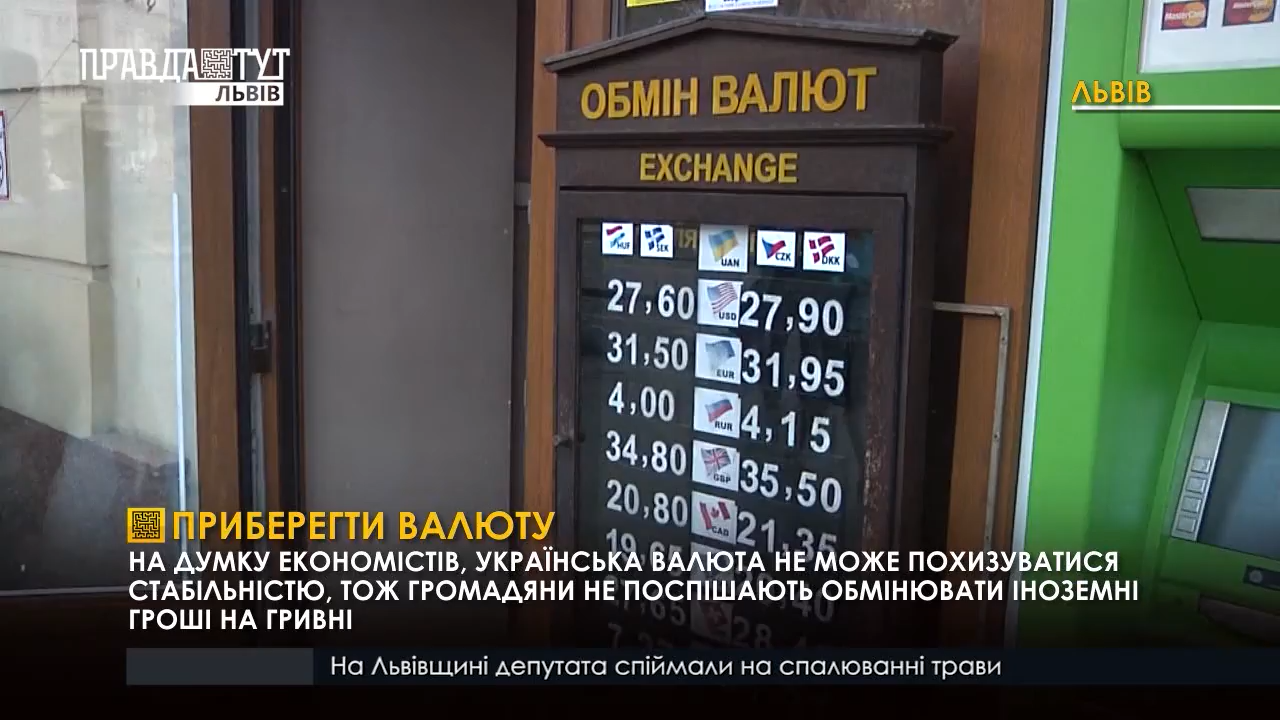 ПРАВДА ТУТ
ЛЬВІВ
ЛЬВІВ
MasterCard
ОБМІН ВАЛЮТ
EXCHANGE
HUF SEK UAN CZK DKK
27,60 USD 27,90
31,50 EUR 31,95
4,00 RUR 4,15
34,80 GBP 35,50
20,80 CAD 21,35
ПРИБЕРЕГТИ ВАЛЮТУ
НА ДУМКУ ЕКОНОМІСТІВ, УКРАЇНСЬКА ВАЛЮТА НЕ МОЖЕ ПОХИЗУВАТИСЯ
СТАБІЛЬНІСТЮ, ТОЖ ГРОМАДЯНИ НЕ ПОСПІШАЮТЬ ОБМІНЮВАТИ ІНОЗЕМНІ
ГРОШІ НА ГРИВНІ
На Львівщині депутата спіймали на спалюванні трави